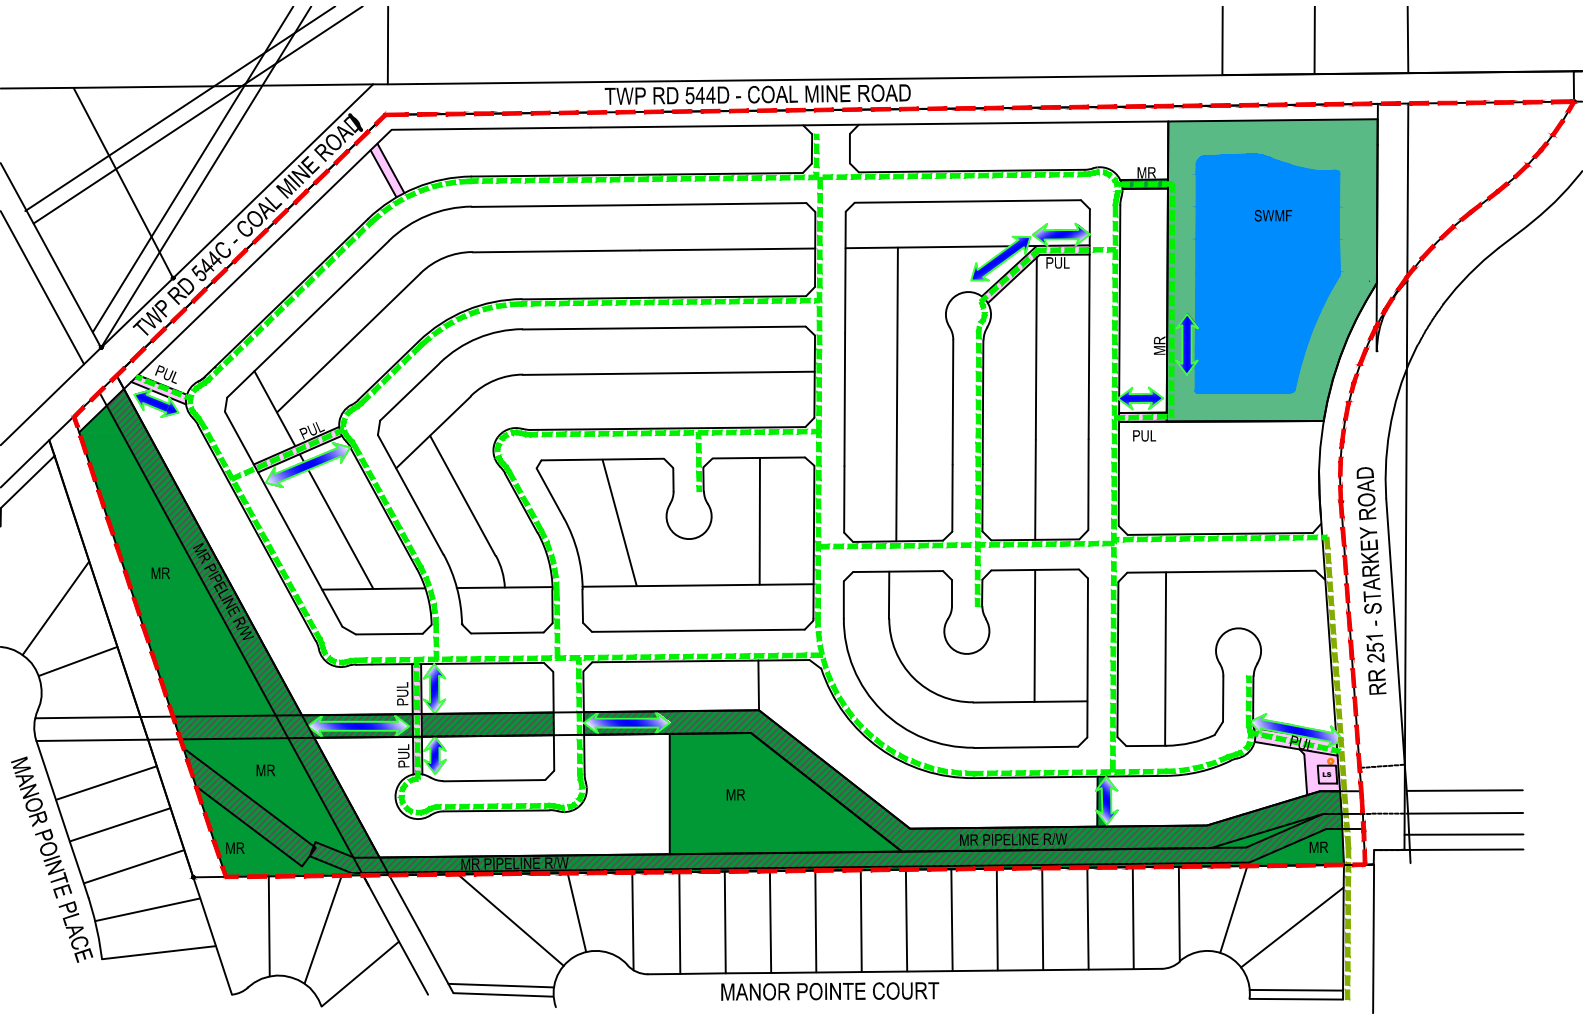 TWP RD 544D - COAL MINE ROAD
TWP RD 544C - COAL MINE ROAD
MR
SWMF
PUL
MR
PUL
PUL
PUL
PUL
RR 251 - STARKEY ROAD
MR
MR PIPELINE R/W
PUL
PUL
PUL
LS
MR
MR
MR
MR PIPELINE R/W
MR PIPELINE R/W
MR
MANOR POINTE PLACE
MANOR POINTE COURT